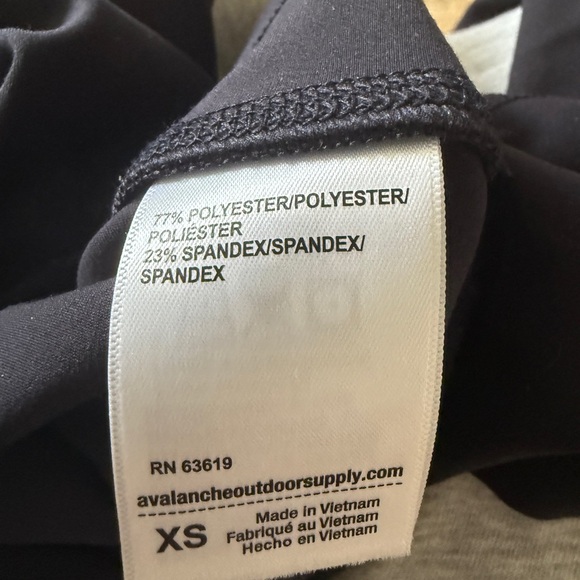 77% POLYESTER/POLYESTER/
POLIÉSTER
23% SPANDEX/SPANDEX/
SPANDEX
RN 63619
avalancheoutdoorsupply.com
XS
Made in Vietnam
Fabriqué au Vietnam
Hecho en Vietnam